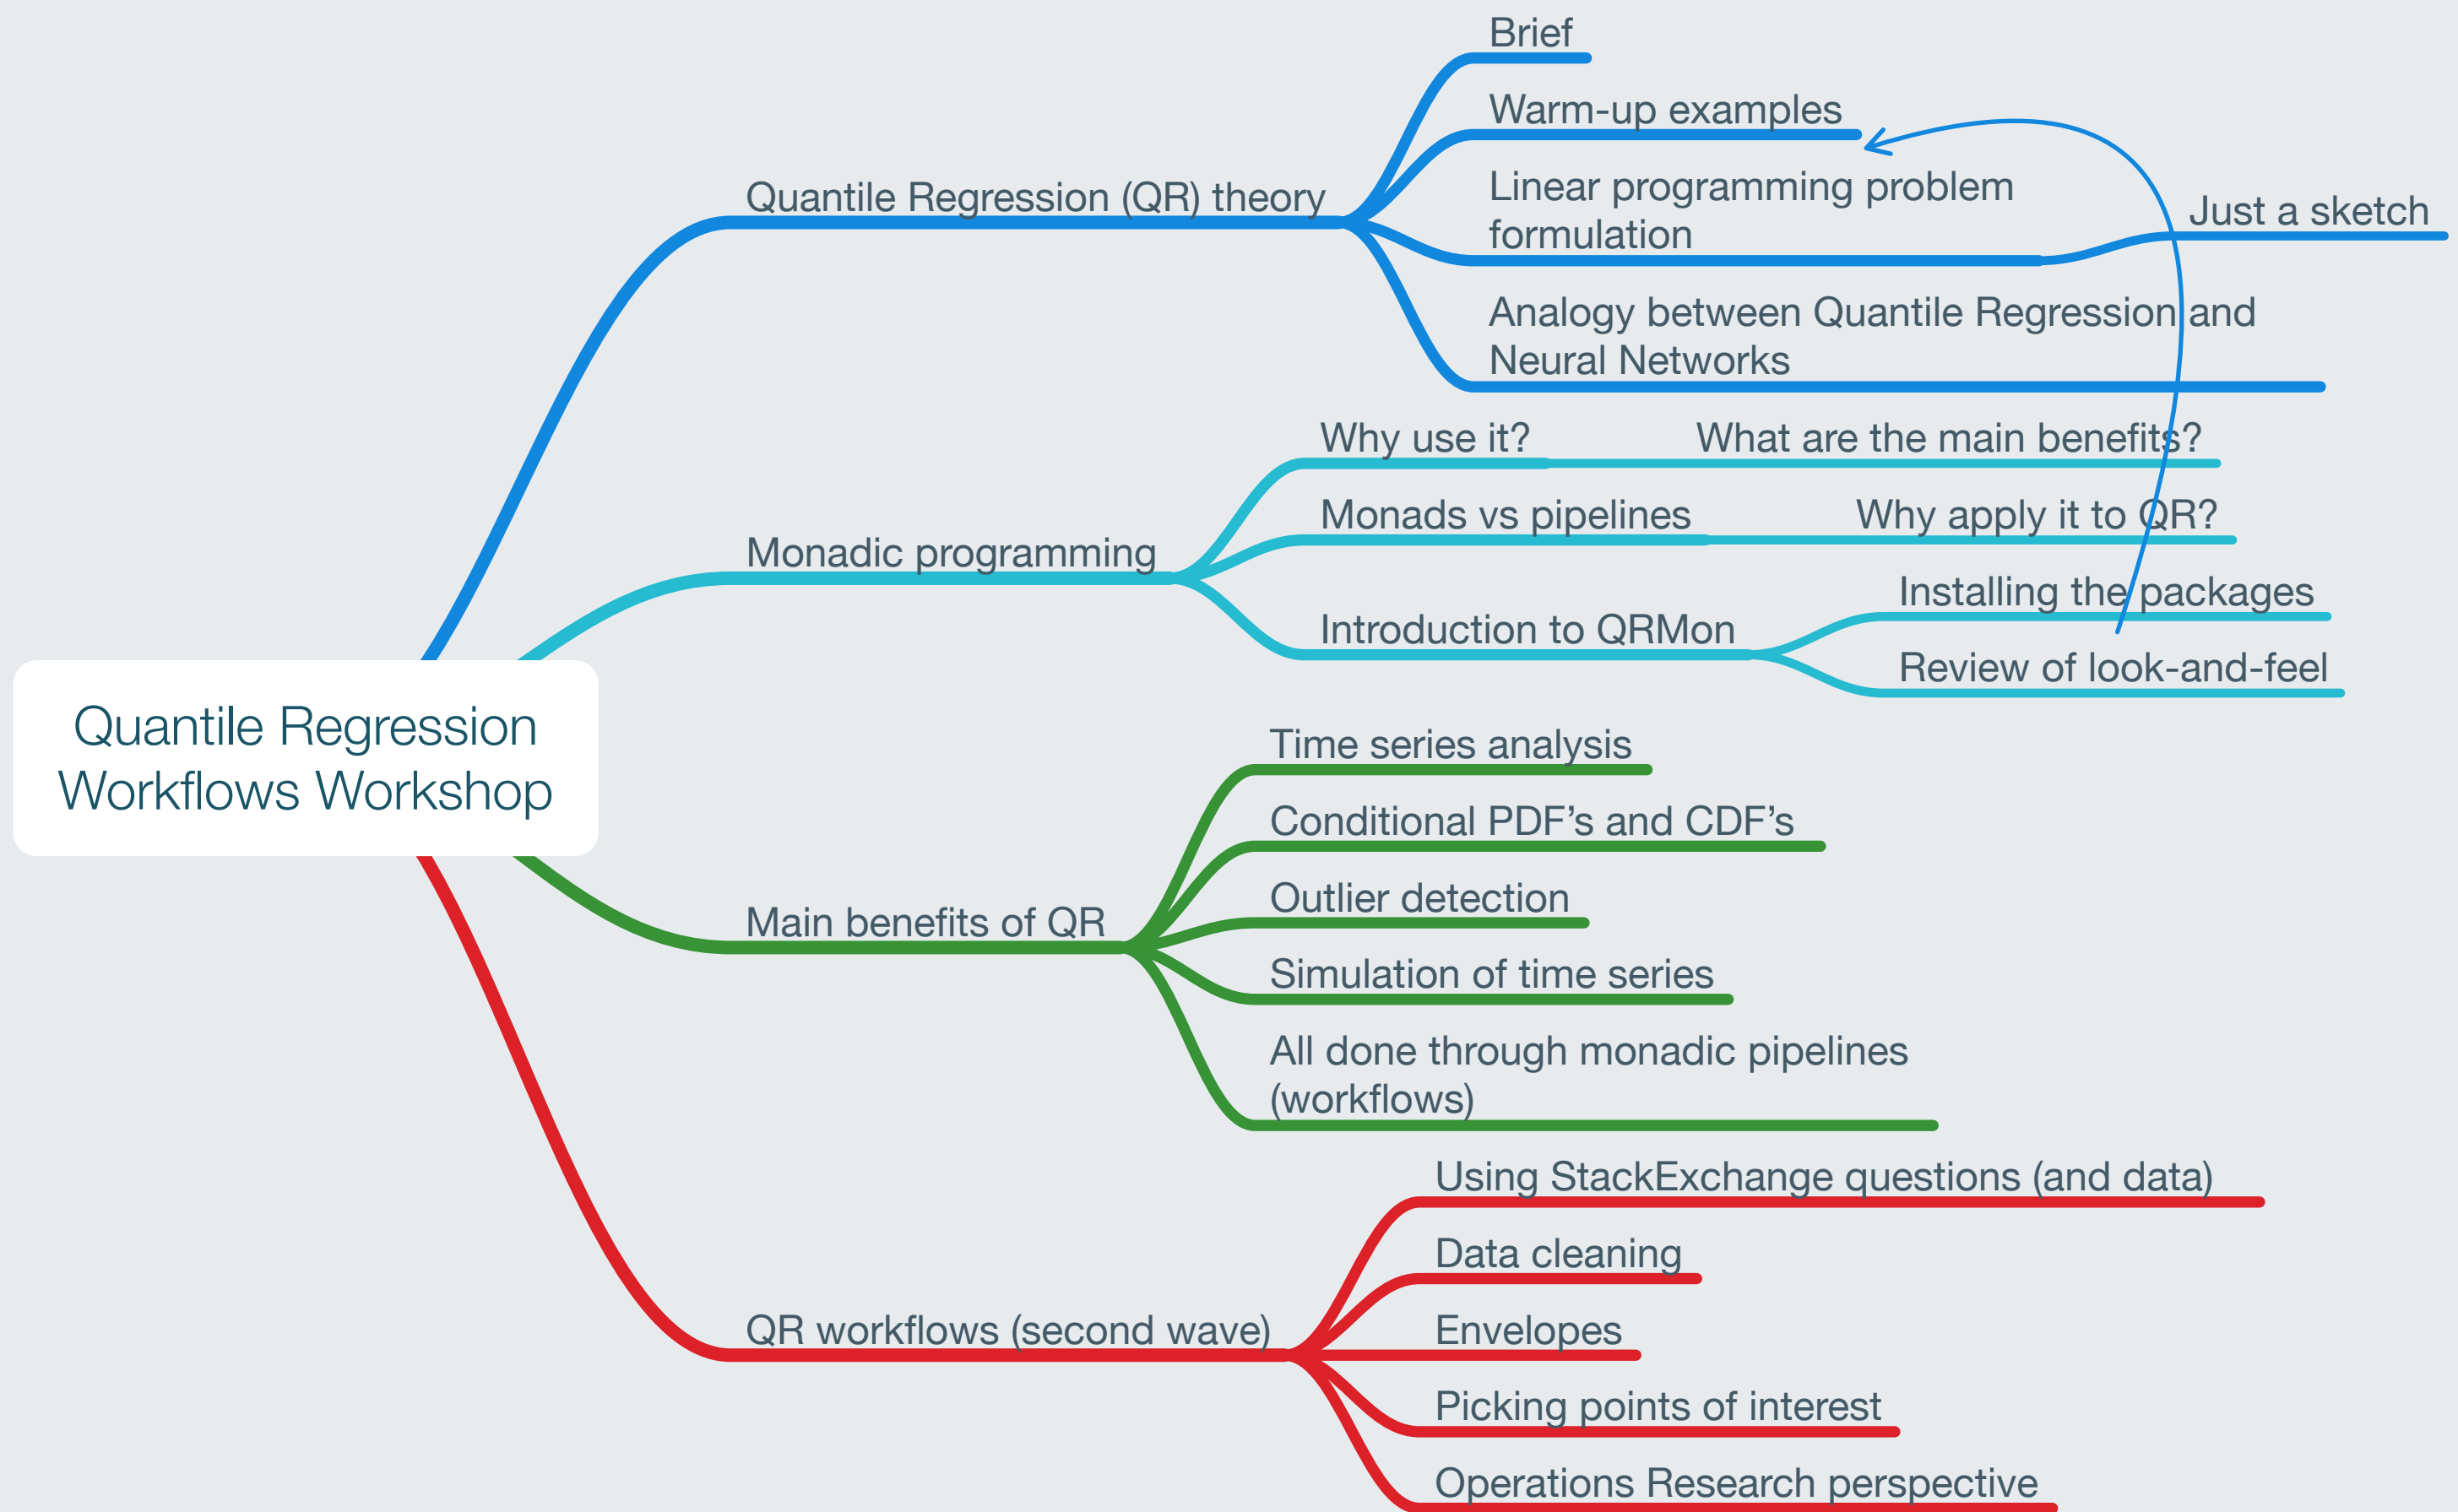 Quantile Regression
Workflows Workshop
Quantile Regression (QR) theory
Brief
Warm-up examples
Linear programming problem
formulation
Just a sketch
Analogy between Quantile Regression and
Neural Networks
Monadic programming
Why use it?
What are the main benefits?
Monads vs pipelines
Why apply it to QR?
Introduction to QRMon
Installing the packages
Review of look-and-feel
Main benefits of QR
Time series analysis
Conditional PDF’s and CDF’s
Outlier detection
Simulation of time series
All done through monadic pipelines
(workflows)
QR workflows (second wave)
Using StackExchange questions (and data)
Data cleaning
Envelopes
Picking points of interest
Operations Research perspective